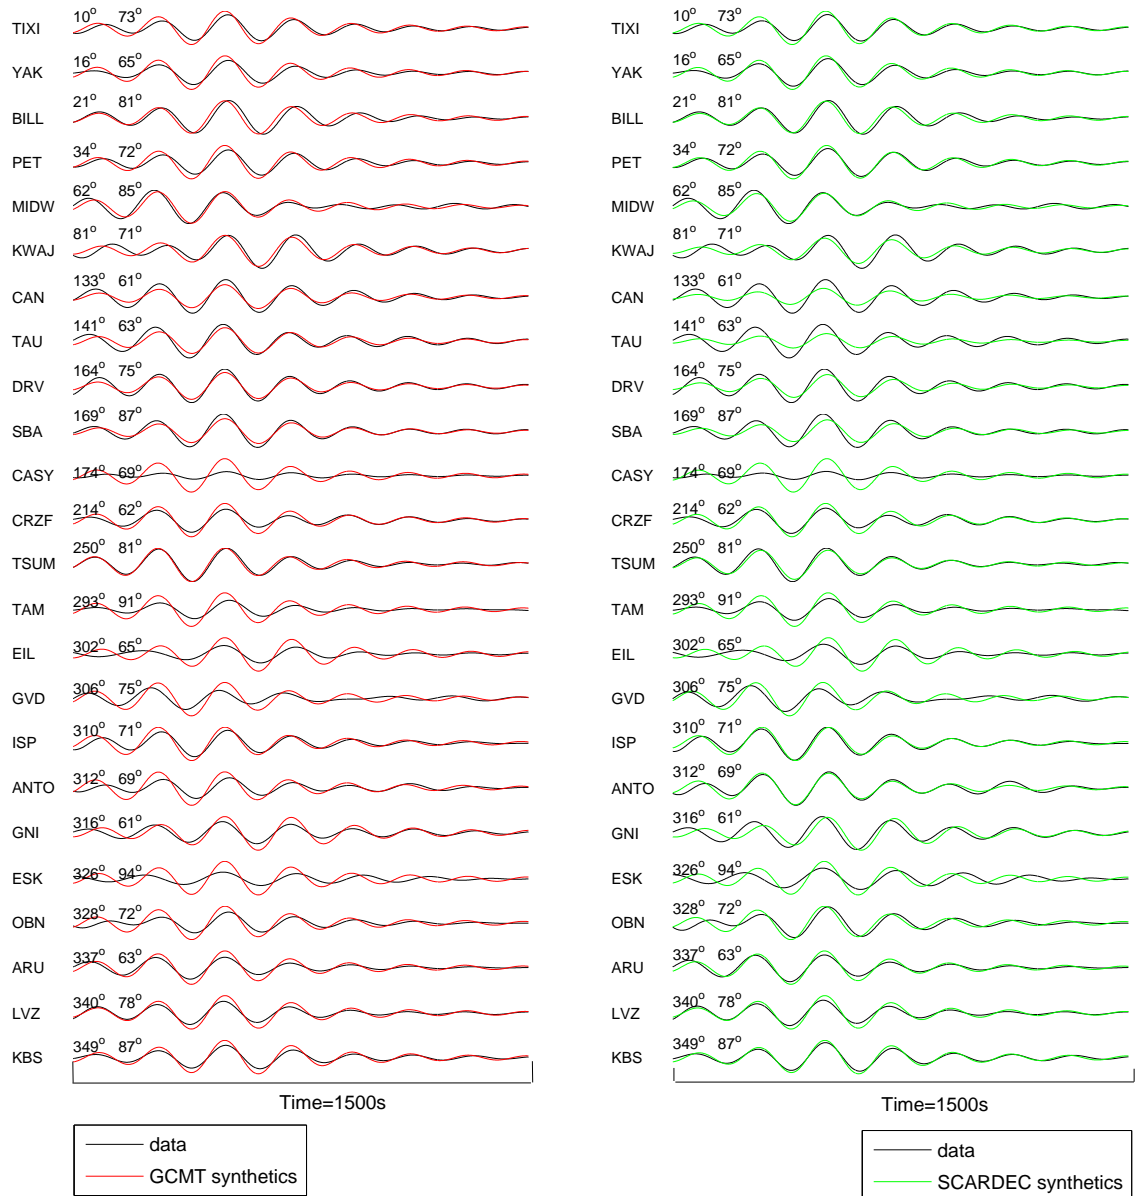 TIXI 10° 73° TIXI 10° 73°
YAK 16° 65° YAK 16° 65°
BILL 21° 81° BILL 21° 81°
PET 34° 72° PET 34° 72°
MIDW 62° 85° MIDW 62° 85°
KWAJ 81° 71° KWAJ 81° 71°
CAN 133° 61° CAN 133° 61°
TAU 141° 63° TAU 141° 63°
DRV 164° 75° DRV 164° 75°
SBA 169° 87° SBA 169° 87°
CASY 174° 69° CASY 174° 69°
CRZF 214° 62° CRZF 214° 62°
TSUM 250° 81° TSUM 250° 81°
TAM 293° 91° TAM 293° 91°
EIL 302° 65° EIL 302° 65°
GVD 306° 75° GVD 306° 75°
ISP 310° 71° ISP 310° 71°
ANTO 312° 69° ANTO 312° 69°
GNI 316° 61° GNI 316° 61°
ESK 326° 94° ESK 326° 94°
OBN 328° 72° OBN 328° 72°
ARU 337° 63° ARU 337° 63°
LVZ 340° 78° LVZ 340° 78°
KBS 349° 87° KBS 349° 87°
Time=1500s Time=1500s
data data
GCMT synthetics SCARDEC synthetics